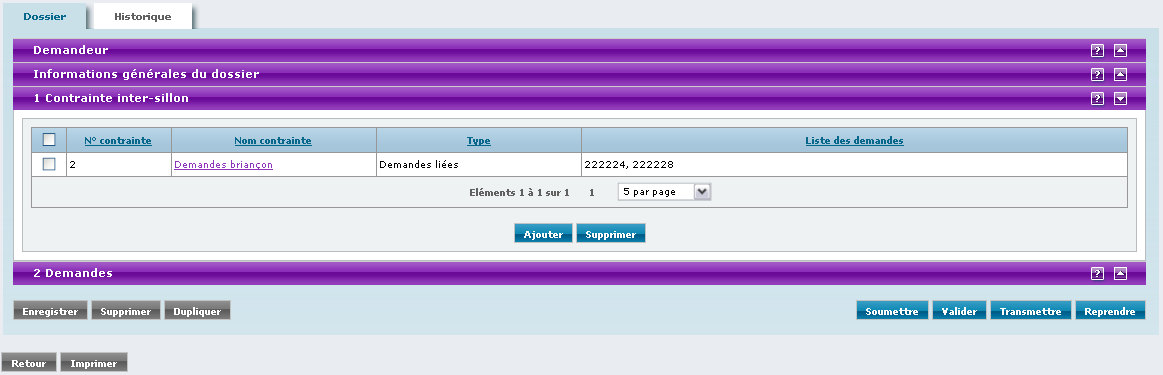 Dossier Historique
Demandeur ?
Informations générales du dossier ?
1 Contrainte inter-sillon ?
N° contrainte Nom contrainte Type Liste des demandes
2 Demandes briançon Demandes liées 222224, 222228
Eléments 1 à 1 sur 1 1 5 par page
Ajouter Supprimer
2 Demandes ?
Enregistrer Supprimer Dupliquer Soumettre Valider Transmettre Reprendre
Retour Imprimer